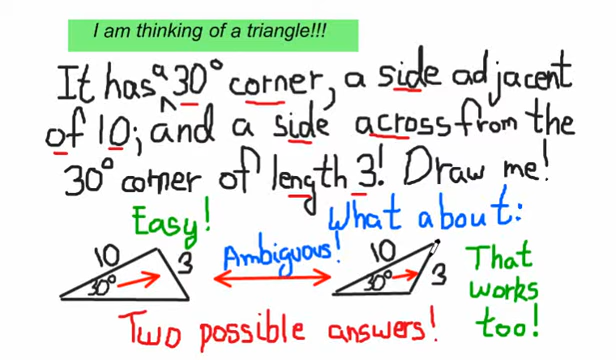 I am thinking of a triangle!!!
It has a 30° corner, a side adjacent
of 10; and a side across from the
30° corner of length 3! Draw me!
Easy! What about:
10 3 Ambiguous! 10 3 That
30° 30° works
too!
Two possible answers!